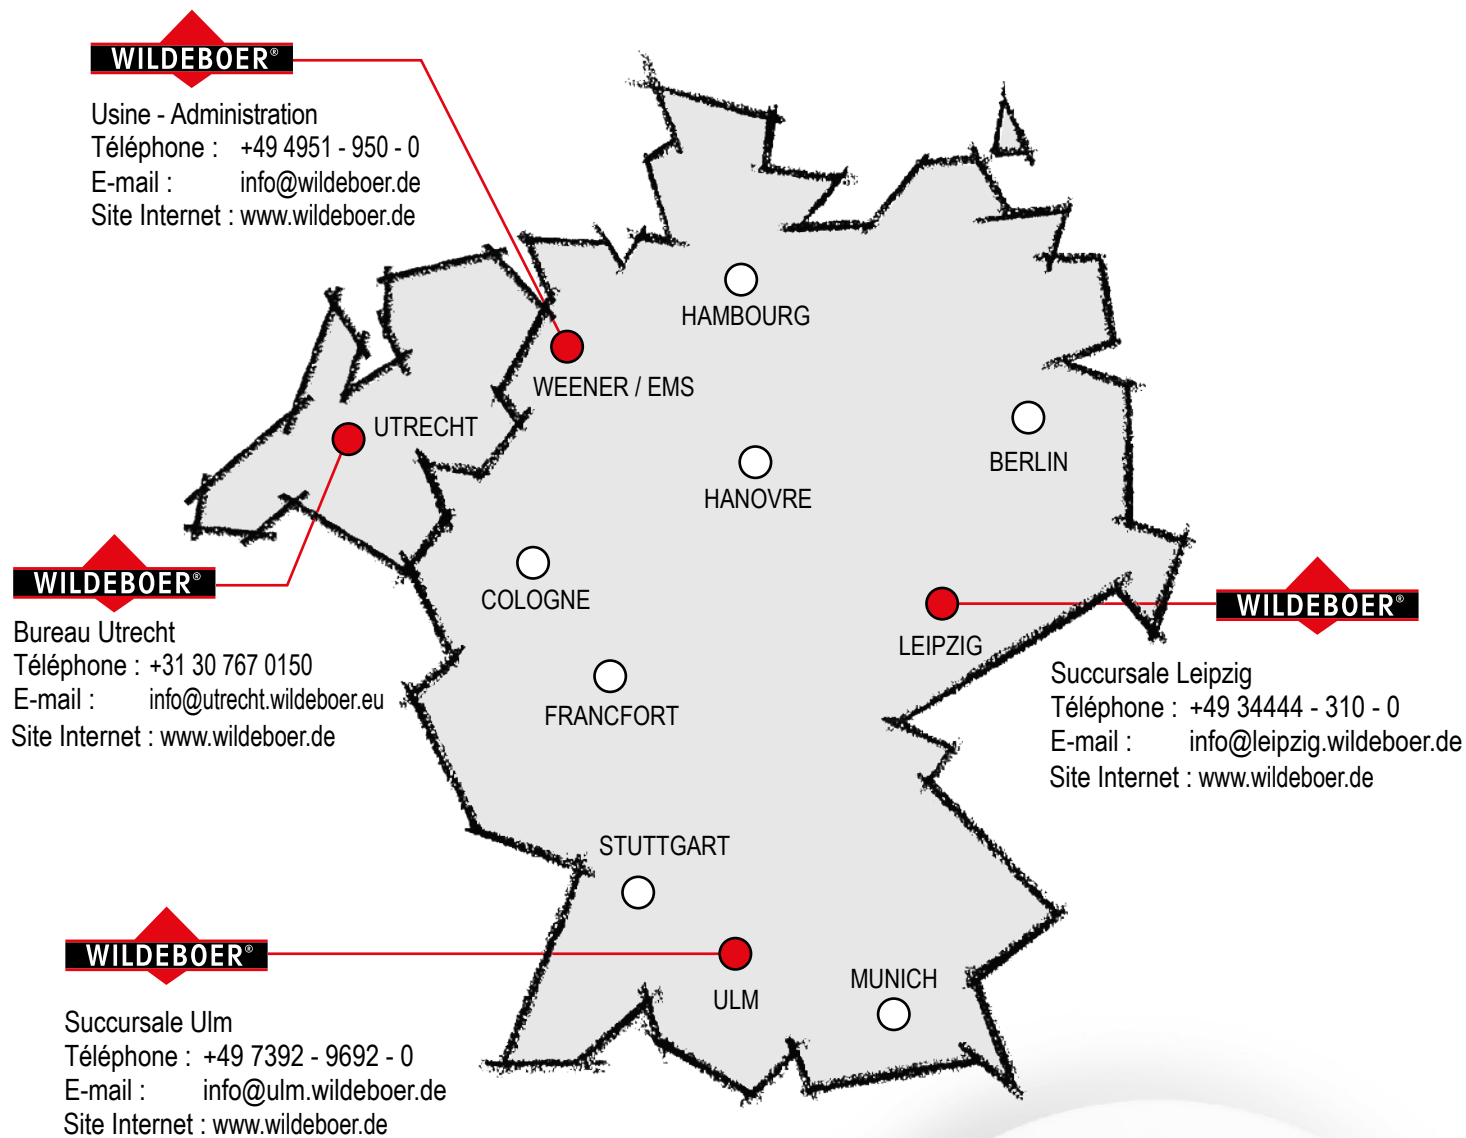 WILDEBOER®
Usine - Administration
Téléphone : +49 4951 - 950 - 0
E-mail : info@wildeboer.de
Site Internet : www.wildeboer.de
HAMBOURG
WEENER / EMS
UTRECHT
BERLIN
HANOVRE
COLOGNE
LEIPZIG
FRANCFORT
STUTTGART
ULM
MUNICH
WILDEBOER®
Bureau Utrecht
Téléphone : +31 30 767 0150
E-mail : info@utrecht.wildeboer.eu
Site Internet : www.wildeboer.de
WILDEBOER®
Succursale Leipzig
Téléphone : +49 34444 - 310 - 0
E-mail : info@leipzig.wildeboer.de
Site Internet : www.wildeboer.de
WILDEBOER®
Succursale Ulm
Téléphone : +49 7392 - 9692 - 0
E-mail : info@ulm.wildeboer.de
Site Internet : www.wildeboer.de